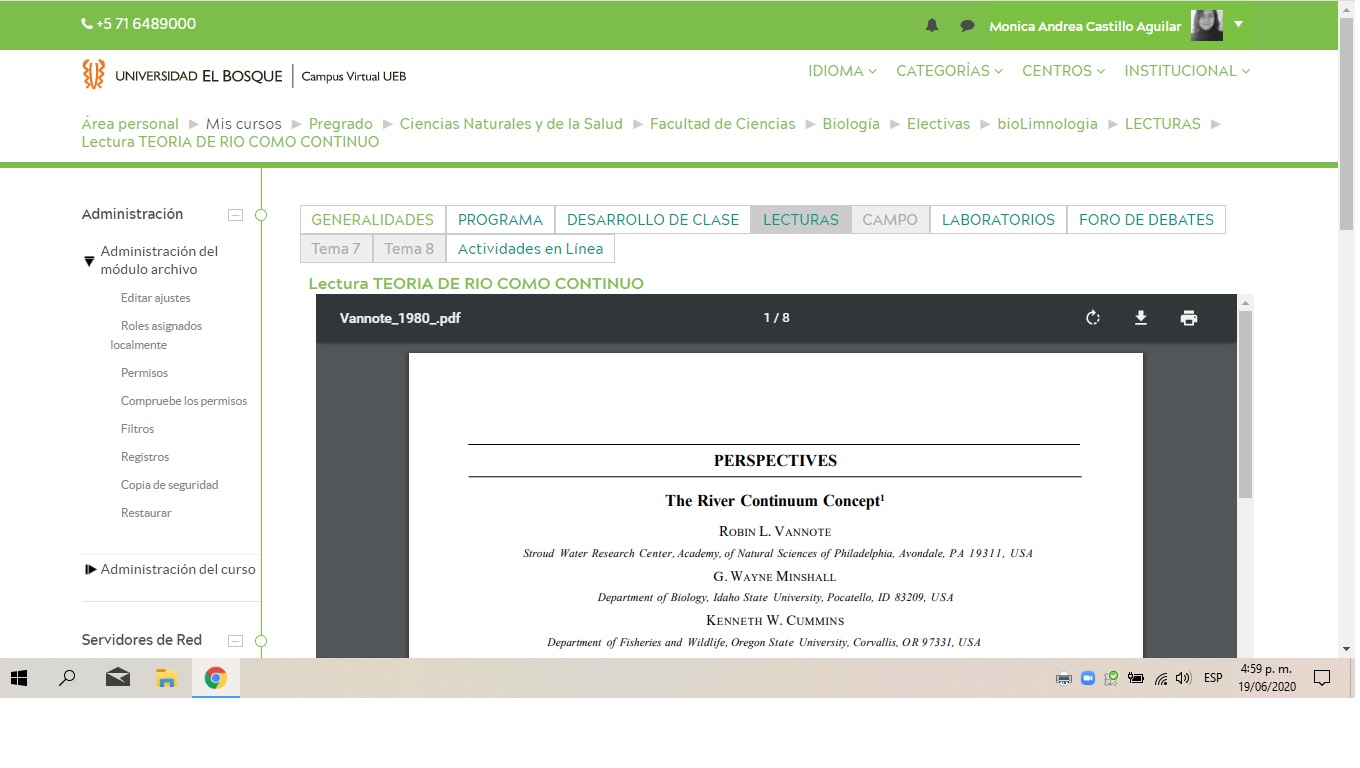 +5 71 6489000
Monica Andrea Castillo Aguilar
UNIVERSIDAD EL BOSQUE Campus Virtual UEB
IDIOMA CATEGORÍAS CENTROS INSTITUCIONAL
Área personal Mis cursos Pregrado Ciencias Naturales y de la Salud Facultad de Ciencias Biología Electivas bioLimnologia LECTURAS
Lectura TEORIA DE RIO COMO CONTINUO
Administración
Administración del
módulo archivo
Editar ajustes
Roles asignados
localmente
Permisos
Compruebe los permisos
Filtros
Registros
Copia de seguridad
Restaurar
Administración del curso
Servidores de Red
GENERALIDADES PROGRAMA DESARROLLO DE CLASE LECTURAS CAMPO LABORATORIOS FORO DE DEBATES
Tema 7 Tema 8 Actividades en Línea
Lectura TEORIA DE RIO COMO CONTINUO
Vannote_1980_.pdf 1 / 8
PERSPECTIVES
The River Continuum Concept¹
ROBIN L. VANNOTE
Stroud Water Research Center, Academy, of Natural Sciences of Philadelphia, Avondale, PA 19311, USA
G. WAYNE MINSHALL
Department of Biology, Idaho State University, Pocatello, ID 83209, USA
KENNETH W. CUMMINS
Department of Fisheries and Wildlife, Oregon State University, Corvallis, OR 97331, USA
ESP
4:59 p. m.
19/06/2020